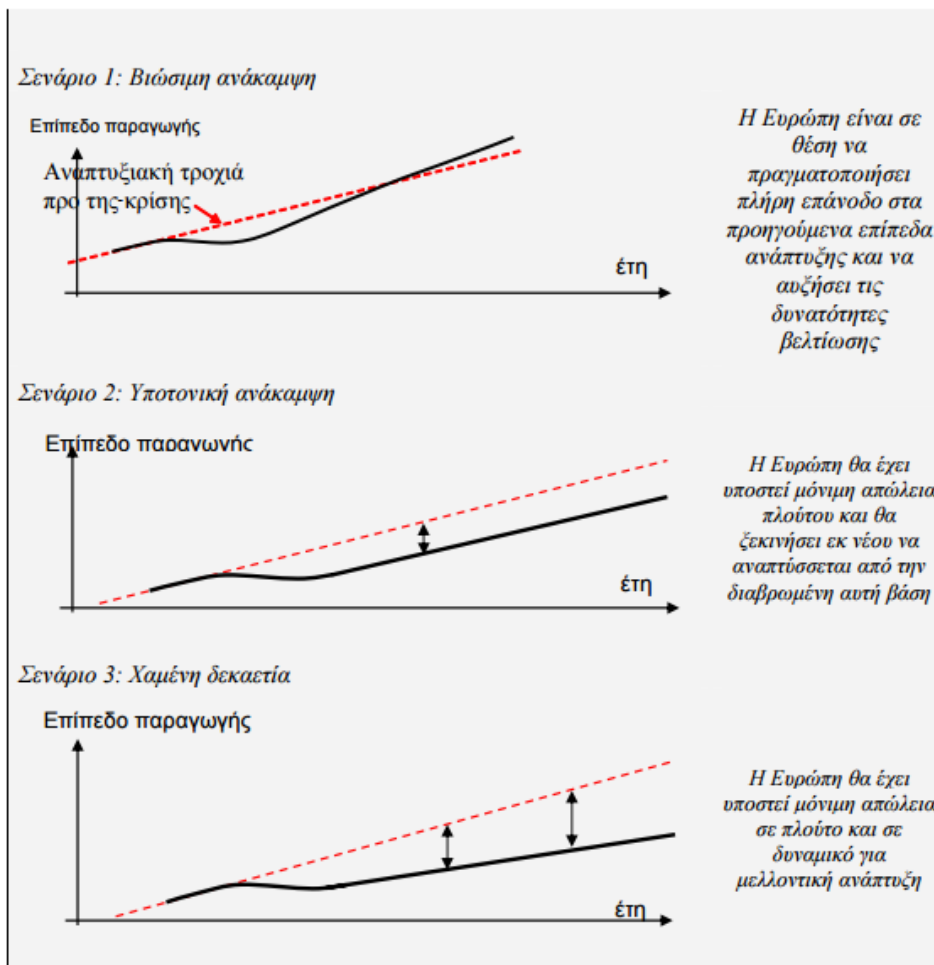 Σενάριο 1: Βιώσιμη ανάκαμψη
Επίπεδο παραγωγής
Αναπτυξιακή τροχιά
προ της-κρίσης
έτη
Η Ευρώπη είναι σε
θέση να
πραγματοποιήσει
πλήρη επάνοδο στα
προηγούμενα επίπεδα
ανάπτυξης και να
αυξήσει τις
δυνατότητες
βελτίωσης
Σενάριο 2: Υποτονική ανάκαμψη
Επίπεδο παραγωγής
έτη
Η Ευρώπη θα έχει
υποστεί μόνιμη απώλεια
πλούτου και θα
ξεκινήσει εκ νέου να
αναπτύσσεται από την
διαβρωμένη αυτή βάση
Σενάριο 3: Χαμένη δεκαετία
Επίπεδο παραγωγής
έτη
Η Ευρώπη θα έχει
υποστεί μόνιμη απώλεια
σε πλούτο και σε
δυναμικό για
μελλοντική ανάπτυξη